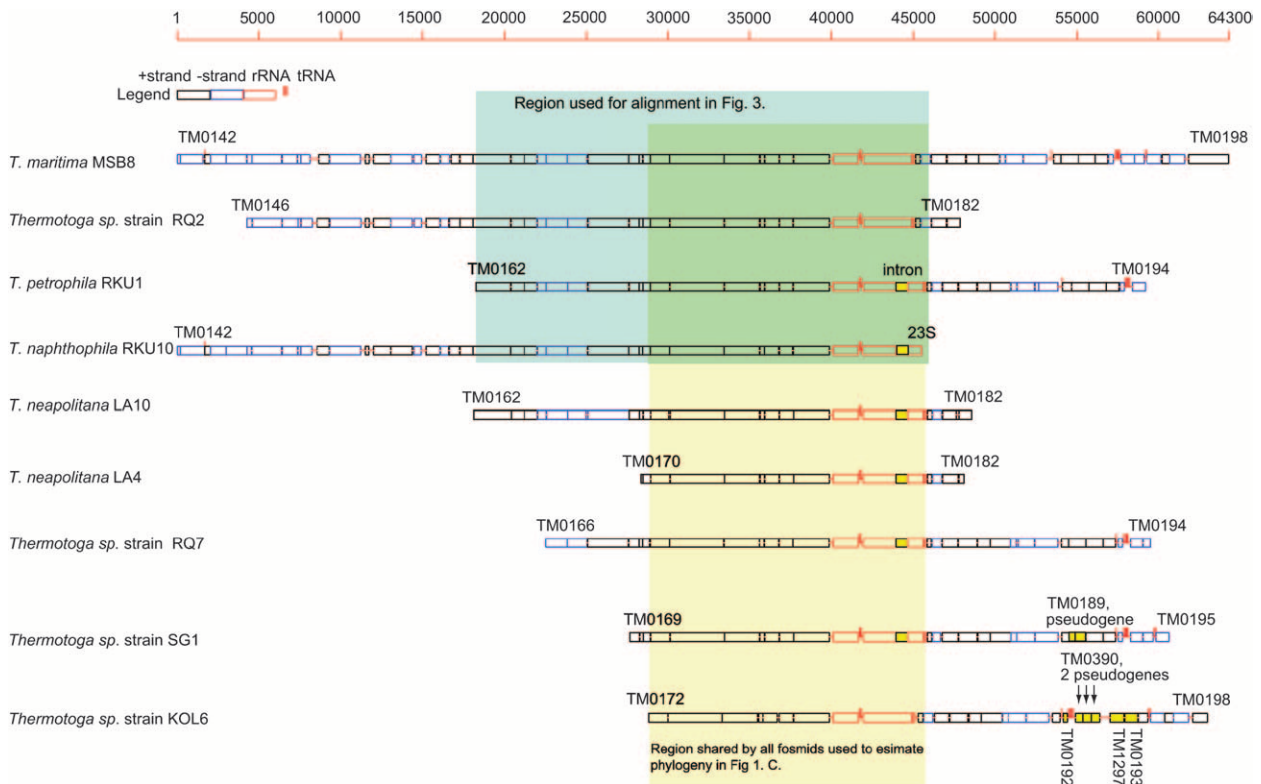 1 5000 10000 15000 20000 25000 30000 35000 40000 45000 50000 55000 60000 64300
+strand -strand rRNA tRNA
Legend
Region used for alignment in Fig. 3.
TM0142 TM0198
T. maritima MSB8
TM0146 TM0182
Thermotoga sp. strain RQ2
TM0162 intron TM0194
T. petrophila RKU1
TM0142 23S
T. naphthophila RKU10
TM0162 TM0182
T. neapolitana LA10
TM0170 TM0182
T. neapolitana LA4
TM0166 TM0194
Thermotoga sp. strain RQ7
TM0189,
pseudogene
TM0169 TM0195
Thermotoga sp. strain SG1
TM0390,
2 pseudogenes
TM0172 TM0198
Thermotoga sp. strain KOL6
Region shared by all fosmids used to esimate
phylogeny in Fig 1. C.
TM0192
TM1297
TM0193